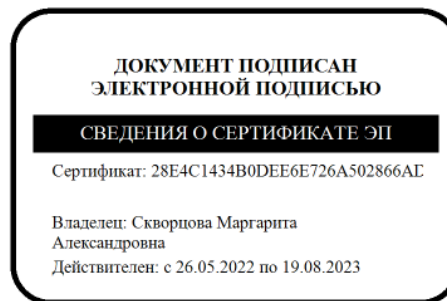 ДОКУМЕНТ ПОДПИСАН
ЭЛЕКТРОННОЙ ПОДПИСЬЮ
СВЕДЕНИЯ О СЕРТИФИКАТЕ ЭП
Сертификат: 28E4C1434B0DEE6E726A502866AD
Владелец: Скворцова Маргарита
Александровна
Действителен: с 26.05.2022 по 19.08.2023